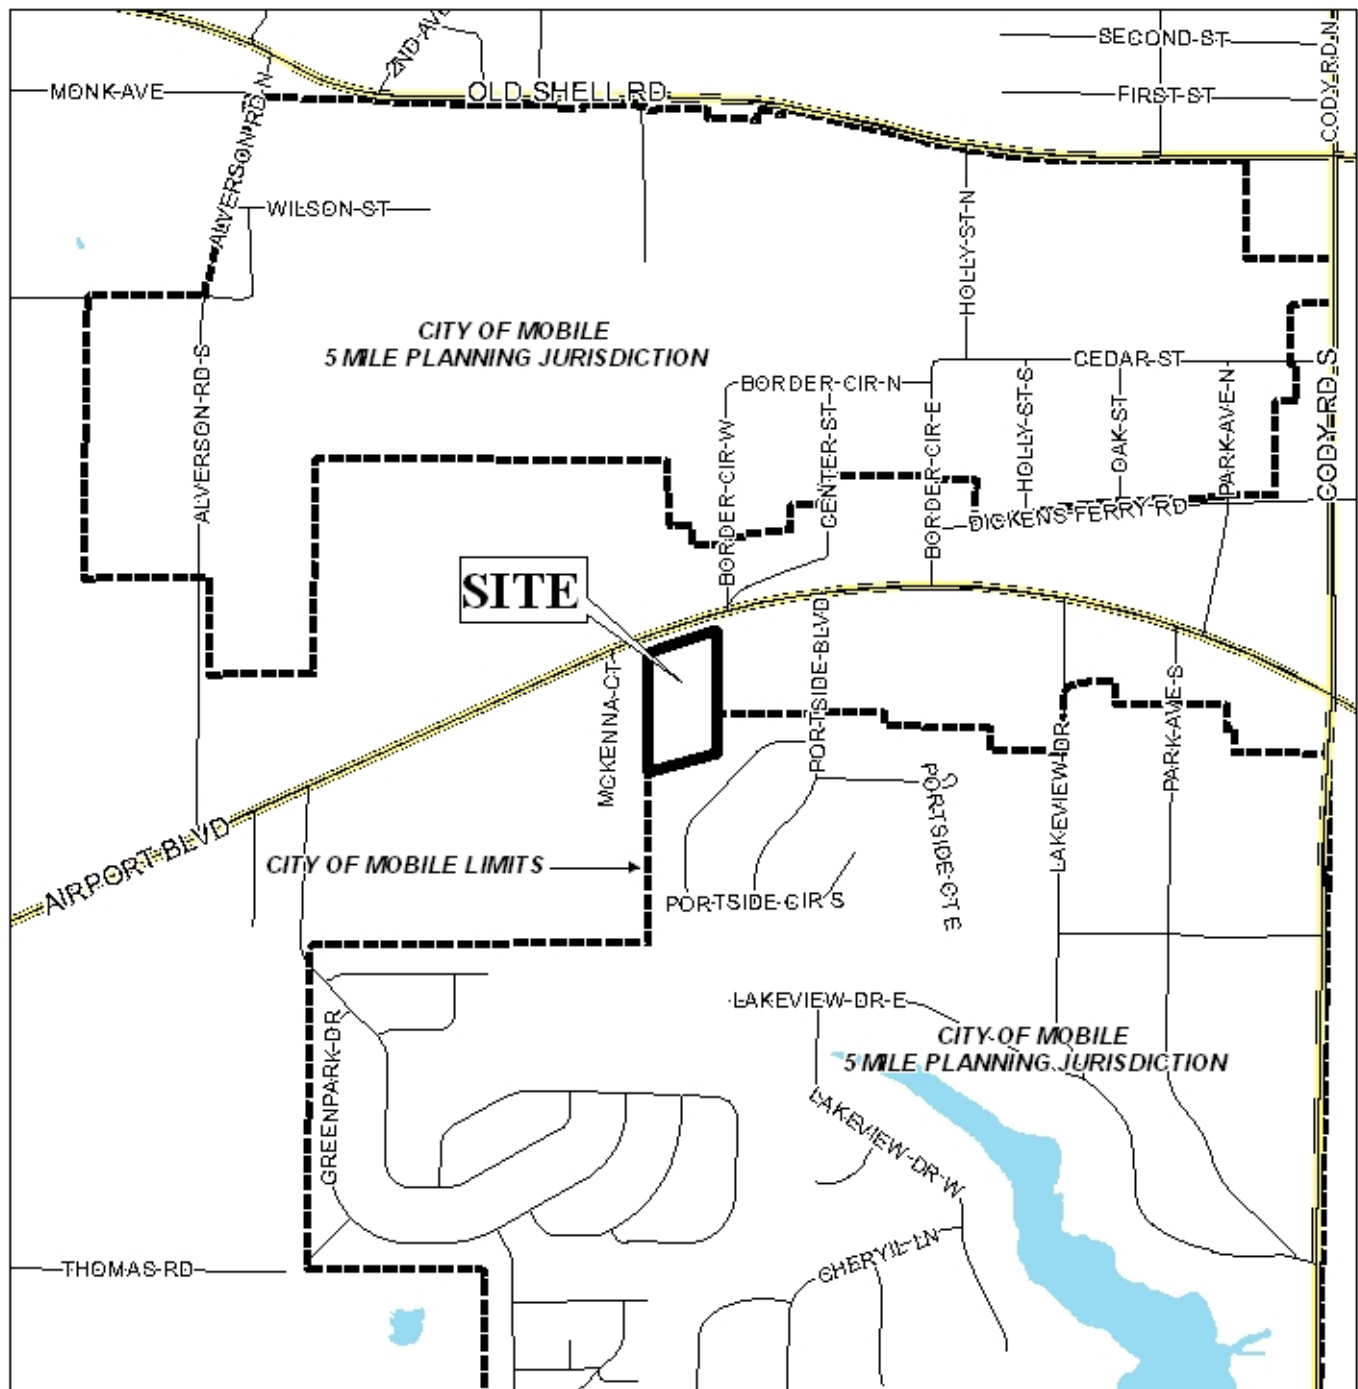 2ND AVE
SECOND ST
CODY RD N
MONK AVE
OLD SHELL RD
FIRST ST
ALVERSON RD N
WILSON ST
HOLLY ST N
CITY OF MOBILE
5 MILE PLANNING JURISDICTION
ALVERSON RD S
BORDER CIR N
CEDAR ST
BORDER CIR W
CENTER ST
BORDER CIR E
HOLLY ST S
OAK ST
PARK AVE N
CODY RD S
DICKENS FERRY RD
SITE
MCKENNA CT
PORTSIDE BLVD
LAKEVIEW DR
PARK AVE S
AIRPORT BLVD
CITY OF MOBILE LIMITS
PORTSIDE CIR S
PORTSIDE CT E
LAKEVIEW DR E
CITY OF MOBILE
5 MILE PLANNING JURISDICTION
GREENPARK DR
LAKEVIEW DR W
CHERYIL LN
THOMAS RD